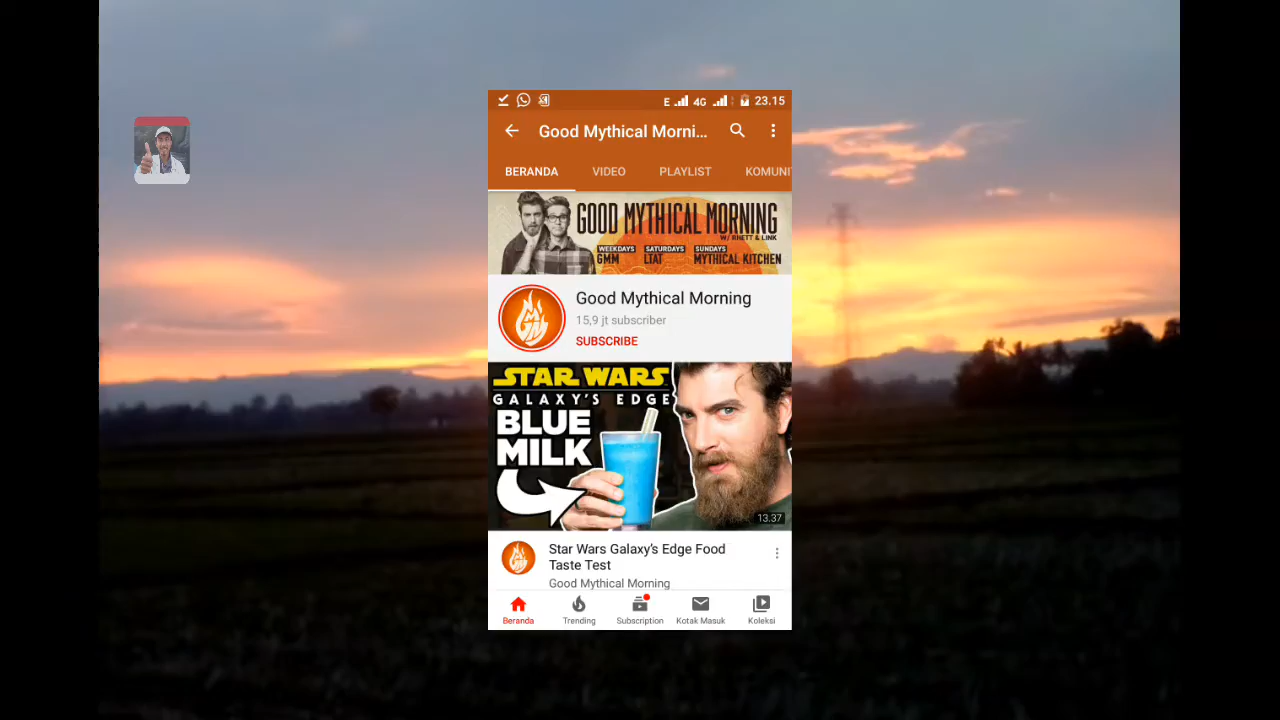 E 4G 23.15
Good Mythical Morni...
BERANDA VIDEO PLAYLIST KOMUNI
GOOD MYTHICAL MORNING
W/ RHETT & LINK
WEEKDAYS SATURDAYS SUNDAYS
GMM LTAT MYTHICAL KITCHEN
GMM
Good Mythical Morning
15,9 jt subscriber
SUBSCRIBE
STAR WARS
GALAXY'S EDGE
BLUE
MILK
13.37
Star Wars Galaxy's Edge Food
Taste Test
Good Mythical Morning
Beranda Trending Subscription Kotak Masuk Koleksi